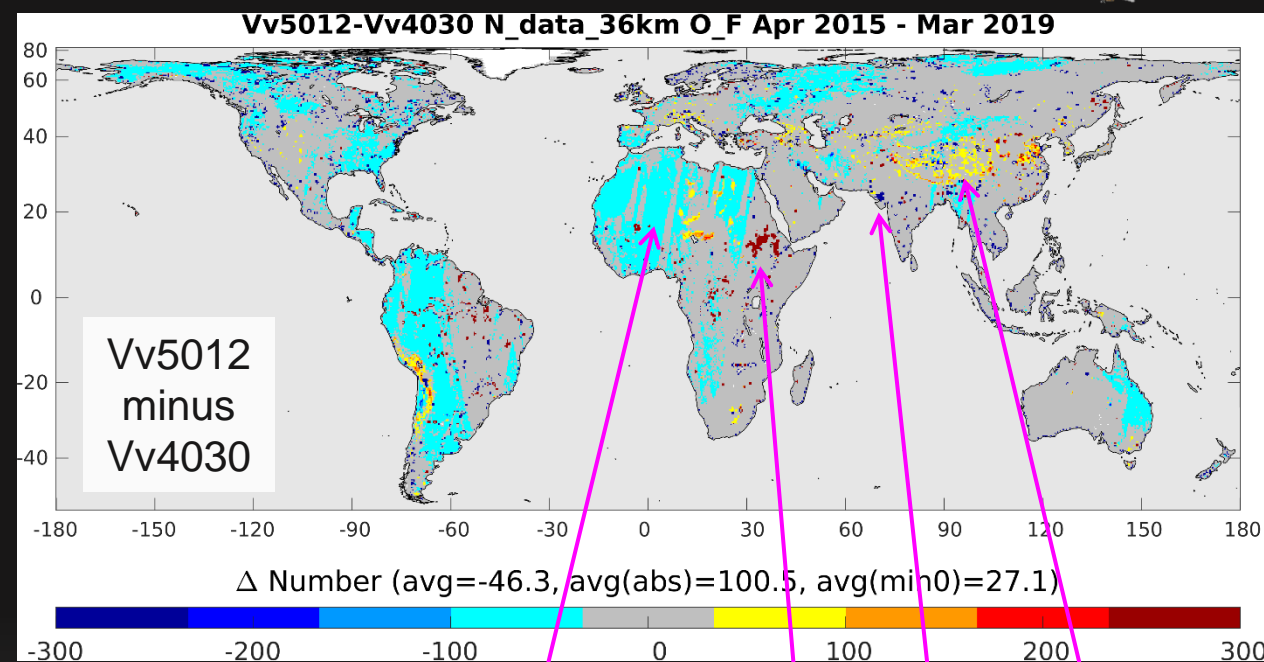 Vv5012-Vv4030 N_data_36km O_F Apr 2015 - Mar 2019
80
60
40
20
0
-20
-40
Vv5012
minus
Vv4030
-180 -150 -120 -90 -60 -30 0 30 60 90 120 150 180
Δ Number (avg=-46.3, avg(abs)=100.5, avg(min0)=27.1)
-300 -200 -100 0 100 200 300